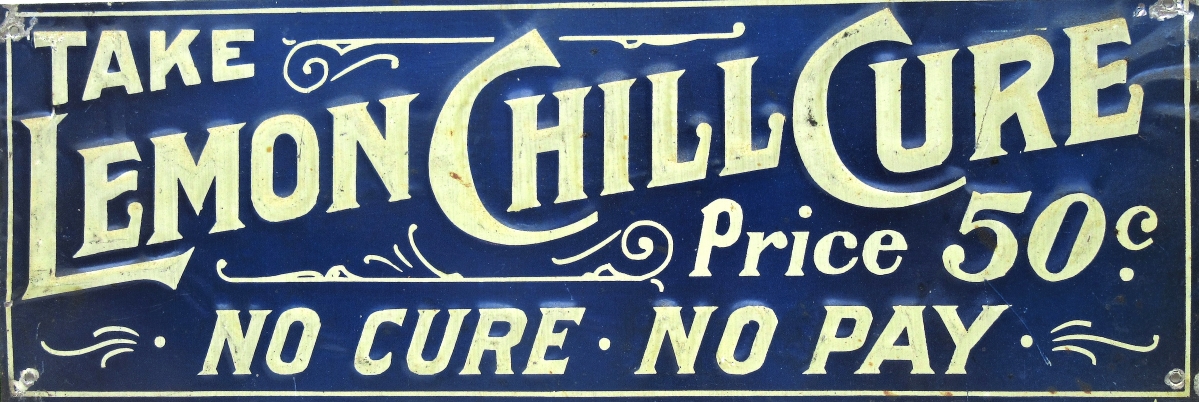 TAKE
LEMON CHILL CURE
Price 50c
NO CURE · NO PAY